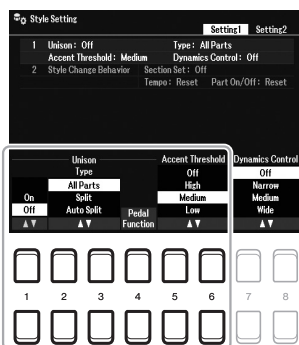 Style Setting
Setting1 Setting2
1 Unison: Off Type: All Parts
Accent Threshold: Medium Dynamics Control: Off
2 Style Change Behavior Section Set: Off
Tempo: Reset Part On/Off: Reset
Unison Accent Threshold Dynamics Control
Type Off Off
All Parts High Narrow
On Split Medium Medium
Off Auto Split Pedal Function Low Wide
1 2 3 4 5 6 7 8